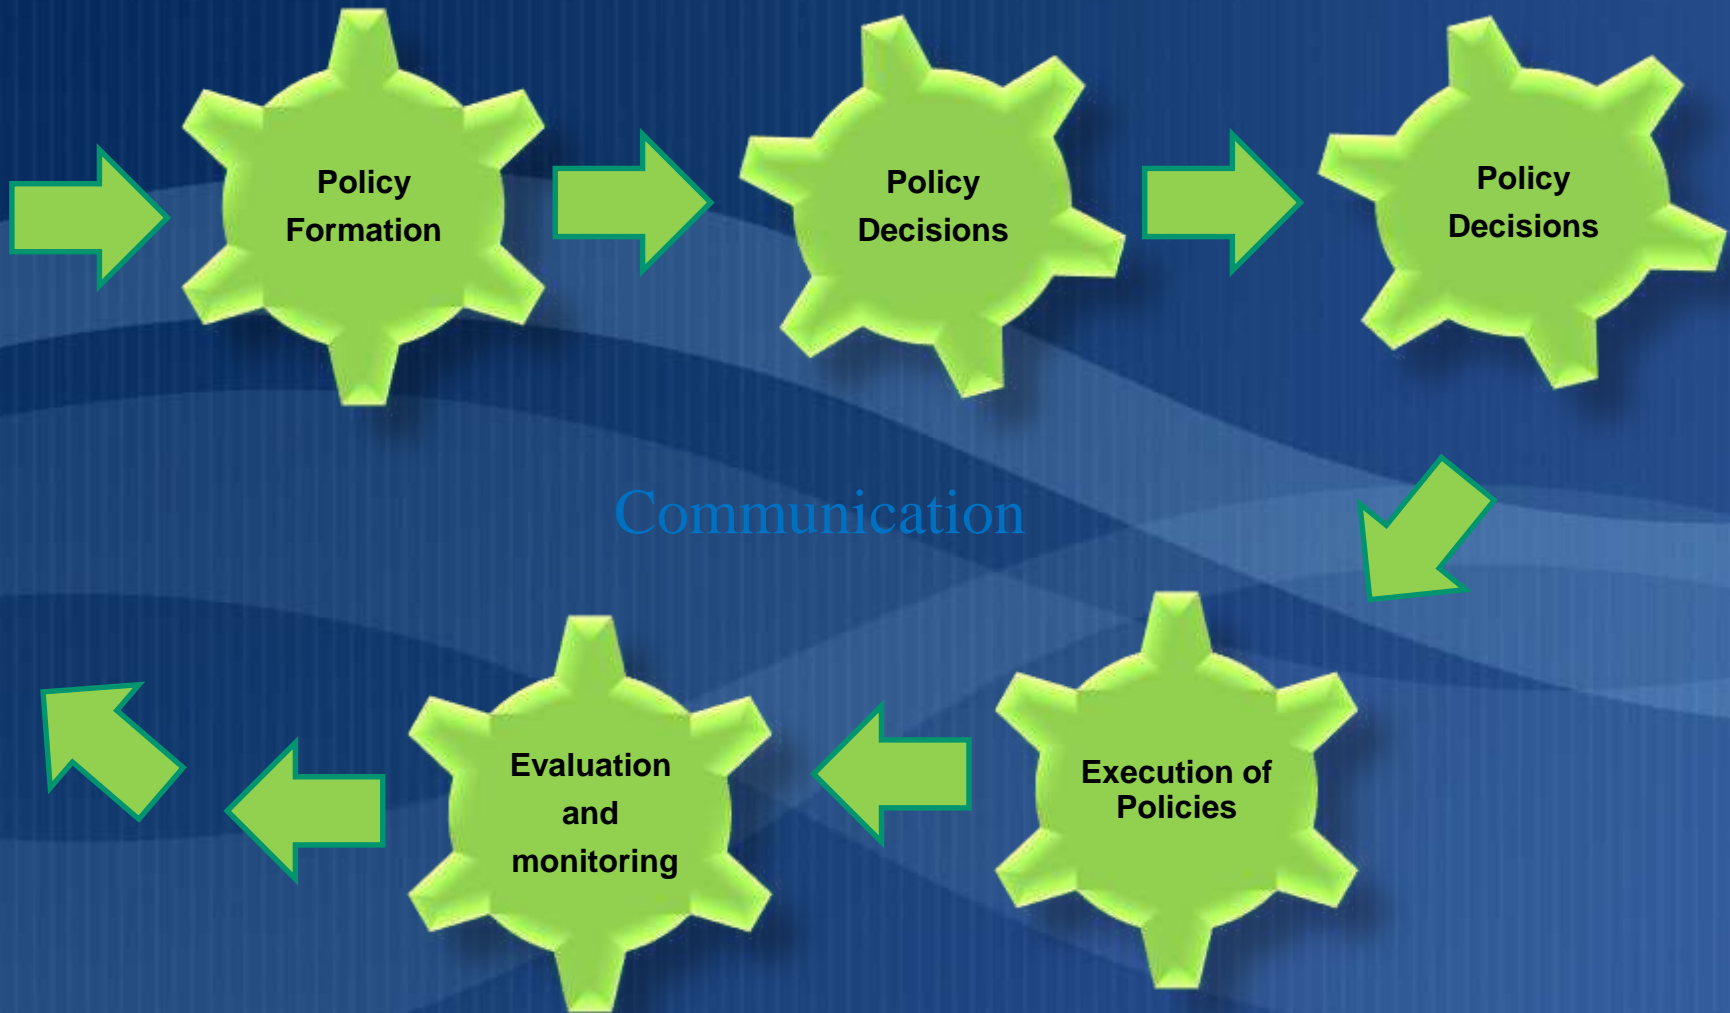 Policy
Formation
Policy
Decisions
Policy
Decisions
Communication
Evaluation
and
monitoring
Execution of
Policies